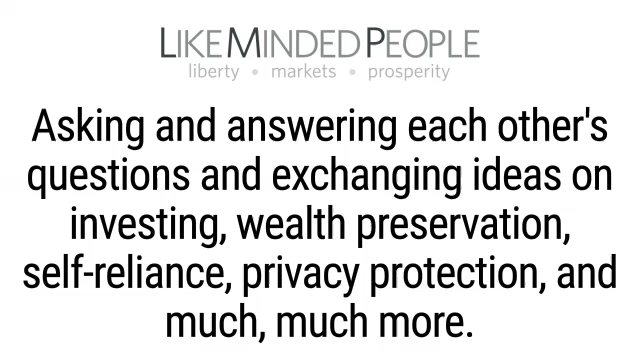 LIKEMINDEDPEOPLE
liberty • markets • prosperity
Asking and answering each other's
questions and exchanging ideas on
investing, wealth preservation,
self-reliance, privacy protection, and
much, much more.